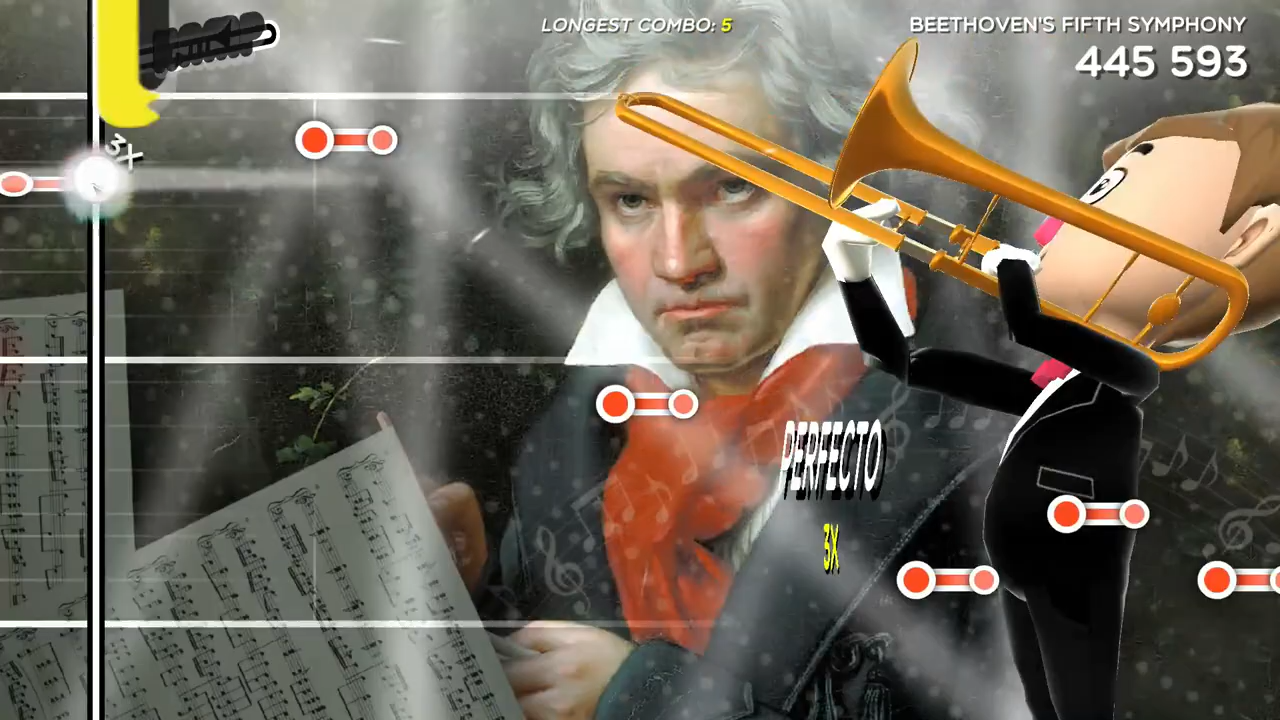 LONGEST COMBO: 5
BEETHOVEN'S FIFTH SYMPHONY
445 593
3X
PERFECTO
3X